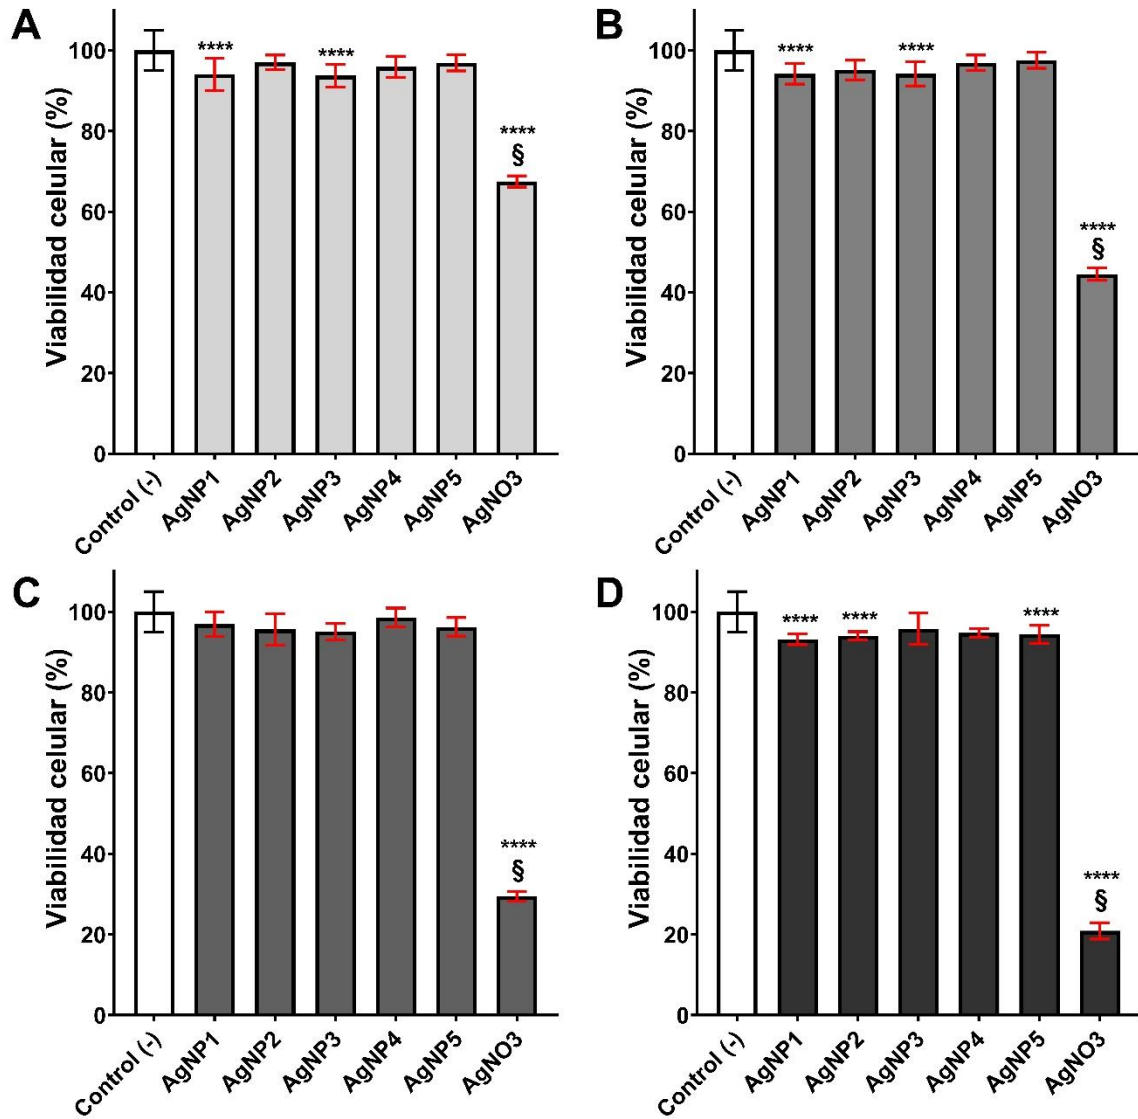 A
Viabilidad celular (%)
100
80
60
40
20
0
****
****
****
§
Control (-)
AgNP1
AgNP2
AgNP3
AgNP4
AgNP5
AgNO3
B
Viabilidad celular (%)
100
80
60
40
20
0
****
****
****
§
Control (-)
AgNP1
AgNP2
AgNP3
AgNP4
AgNP5
AgNO3
C
Viabilidad celular (%)
100
80
60
40
20
0
****
§
Control (-)
AgNP1
AgNP2
AgNP3
AgNP4
AgNP5
AgNO3
D
Viabilidad celular (%)
100
80
60
40
20
0
****
****
****
****
§
Control (-)
AgNP1
AgNP2
AgNP3
AgNP4
AgNP5
AgNO3